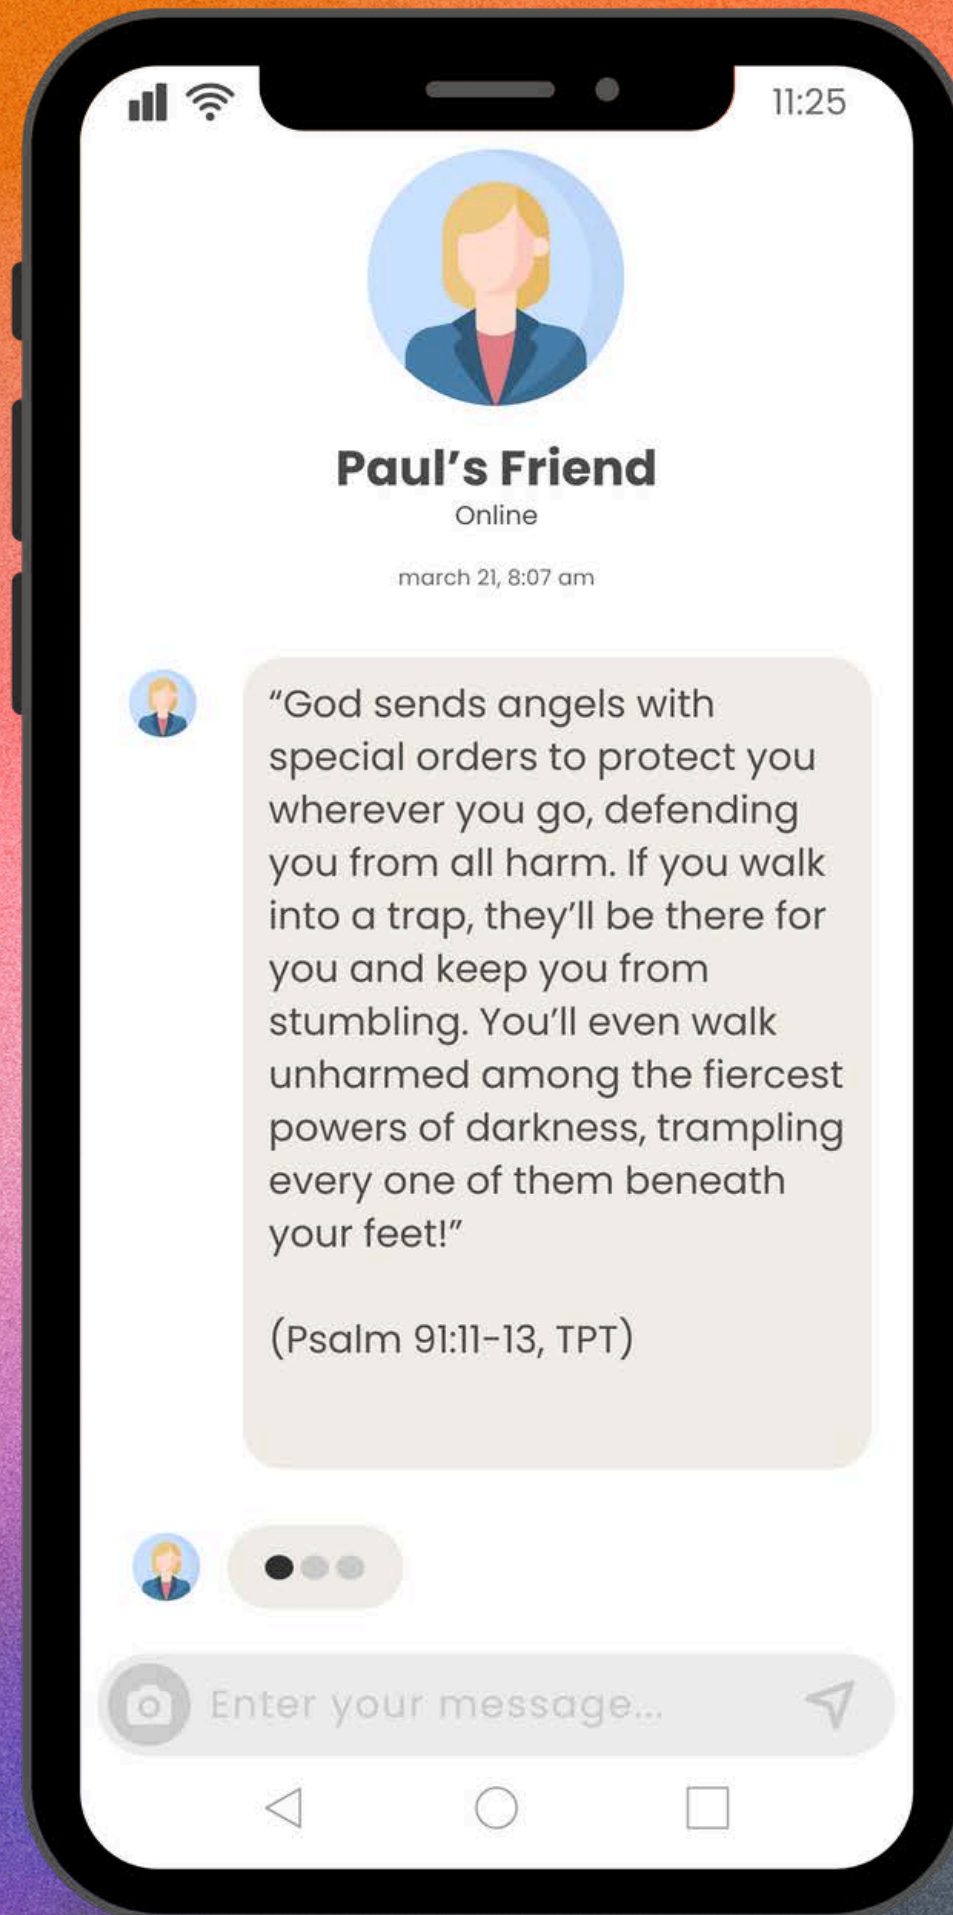 11:25
Paul’s Friend
Online
march 21, 8:07 am
“God sends angels with
special orders to protect you
wherever you go, defending
you from all harm. If you walk
into a trap, they’ll be there for
you and keep you from
stumbling. You’ll even walk
unharmed among the fiercest
powers of darkness, trampling
every one of them beneath
your feet!”
(Psalm 91:11-13, TPT)
Enter your message...